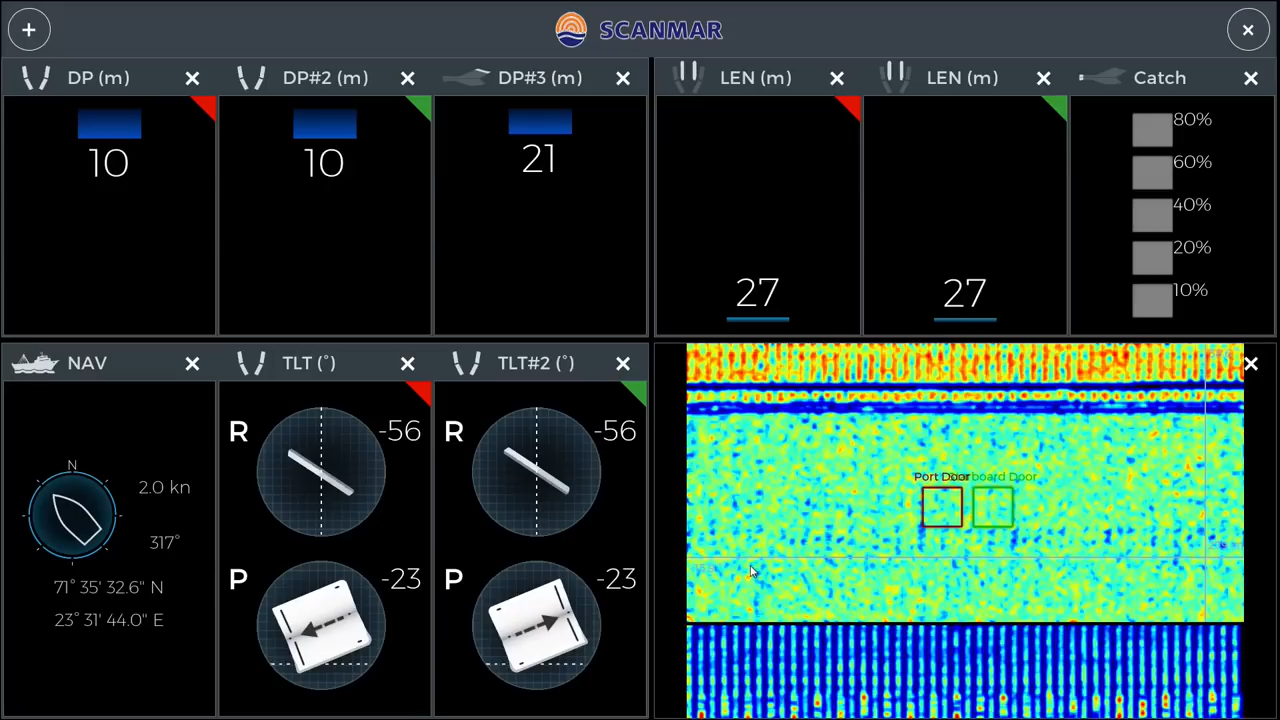 SCANMAR
DP (m)
DP#2 (m)
DP#3 (m)
LEN (m)
LEN (m)
Catch
10
10
21
27
27
80%
60%
40%
20%
10%
NAV
TLT (°)
TLT#2 (°)
N
2.0 kn
317°
71° 35' 32.6" N
23° 31' 44.0" E
R
-56
P
-23
R
-56
P
-23
Port Door
board Door